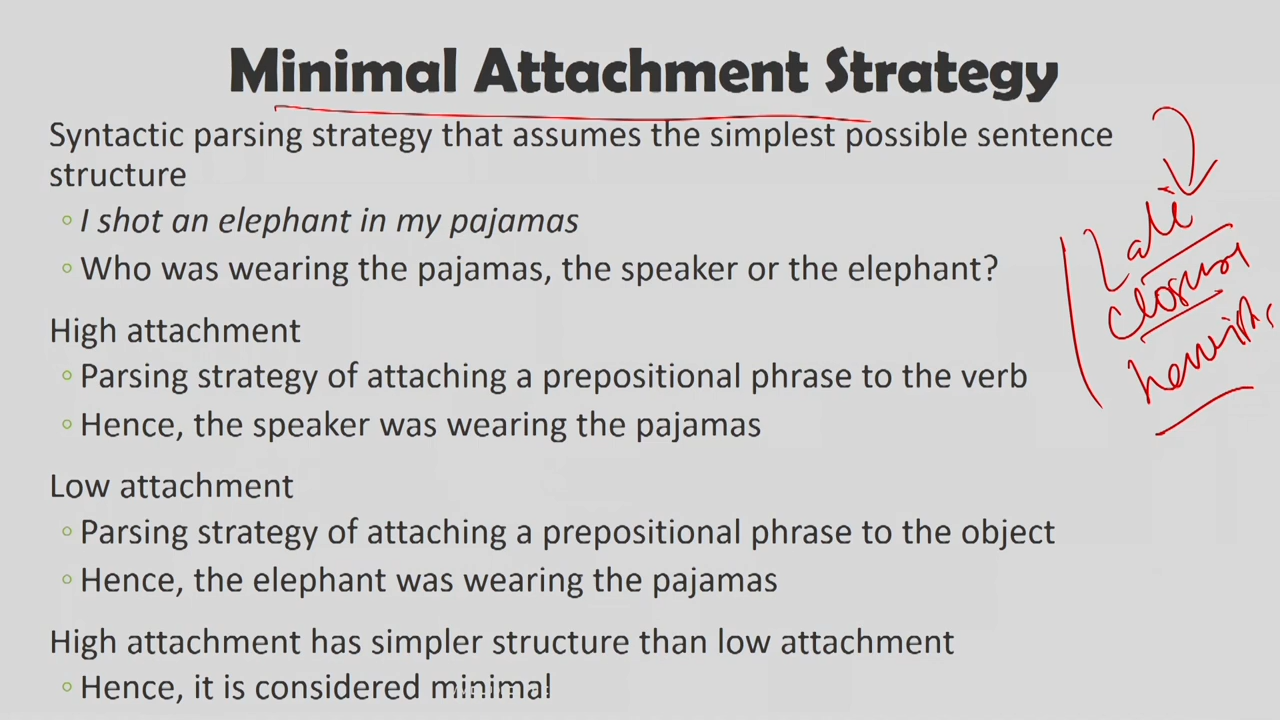 Minimal Attachment Strategy
Syntactic parsing strategy that assumes the simplest possible sentence
structure
I shot an elephant in my pajamas
Who was wearing the pajamas, the speaker or the elephant?
High attachment
Parsing strategy of attaching a prepositional phrase to the verb
Hence, the speaker was wearing the pajamas
Low attachment
Parsing strategy of attaching a prepositional phrase to the object
Hence, the elephant was wearing the pajamas
High attachment has simpler structure than low attachment
Hence, it is considered minimal
Late
closure